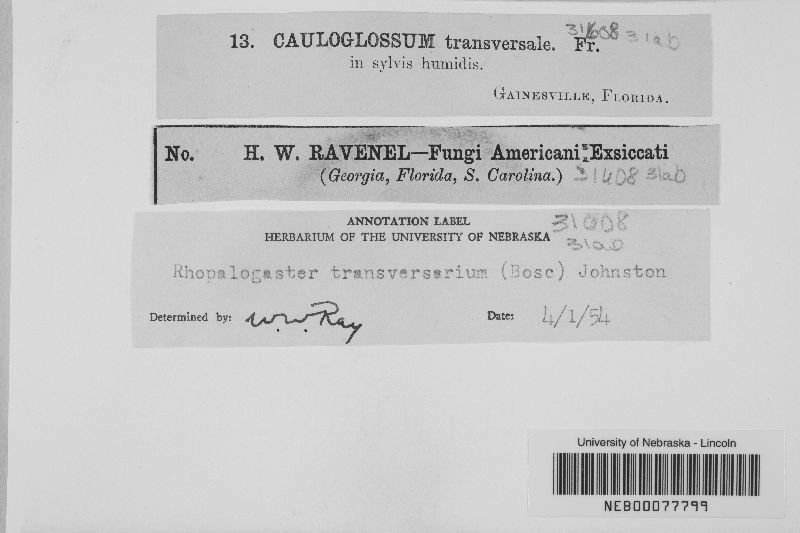 13. CAULOGLOSSUM transversale. Fr. 31608 31ab
in sylvis humidis.
GAINESVILLE, FLORIDA.
No. H. W. RAVENEL—Fungi Americani Exsiccati
(Georgia, Florida, S. Carolina.) 31608 31ab
ANNOTATION LABEL 31608
HERBARIUM OF THE UNIVERSITY OF NEBRASKA 31ab
Rhopalogaster transversarium (Bosc) Johnston
Determined by: W.W. Ray Date: 4/1/54
University of Nebraska - Lincoln
NEB00077799